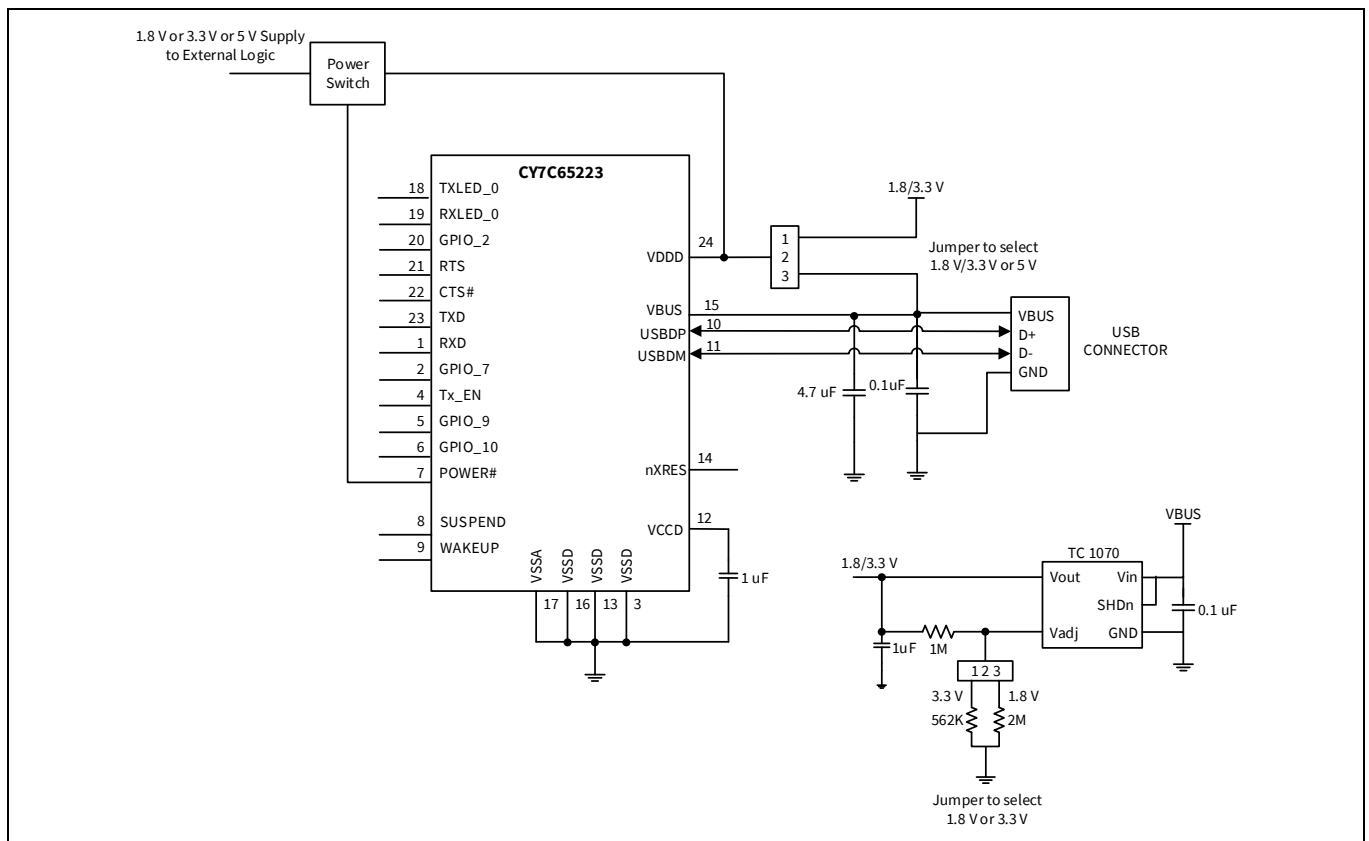 1.8 V or 3.3 V or 5 V Supply
to External Logic
Power
Switch
CY7C65223
18 TXLED_0
19 RXLED_0
20 GPIO_2
21 RTS
22 CTS#
23 TXD
1 RXD
2 GPIO_7
4 Tx_EN
5 GPIO_9
6 GPIO_10
7 POWER#
8 SUSPEND
9 WAKEUP
VDDD 24
VBUS 15
USBDP 10
USBDM 11
nXRES 14
VCCD 12
VSSA VSSD VSSD VSSD
17 16 13 3
1 uF
1
2
3
1.8/3.3 V
Jumper to select
1.8 V/3.3 V or 5 V
VBUS
D+
D-
GND
USB
CONNECTOR
4.7 uF 0.1uF
VBUS
TC 1070
1.8/3.3 V
Vout Vin
SHDn
Vadj GND
0.1 uF
1uF 1M
1 2 3
3.3 V 1.8 V
562K 2M
Jumper to select
1.8 V or 3.3 V